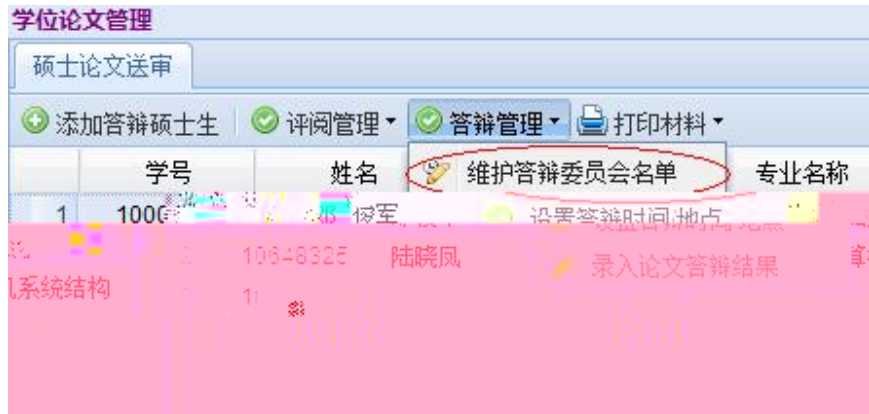 学位论文管理
硕士论文送审
添加答辩硕士生 评阅管理 答辩管理 打印材料
学号 姓名 维护答辩委员会名单 专业名称
1 1000 俊军 设置答辩时间/地点
陆晓凤 录入论文答辩结果
系统结构